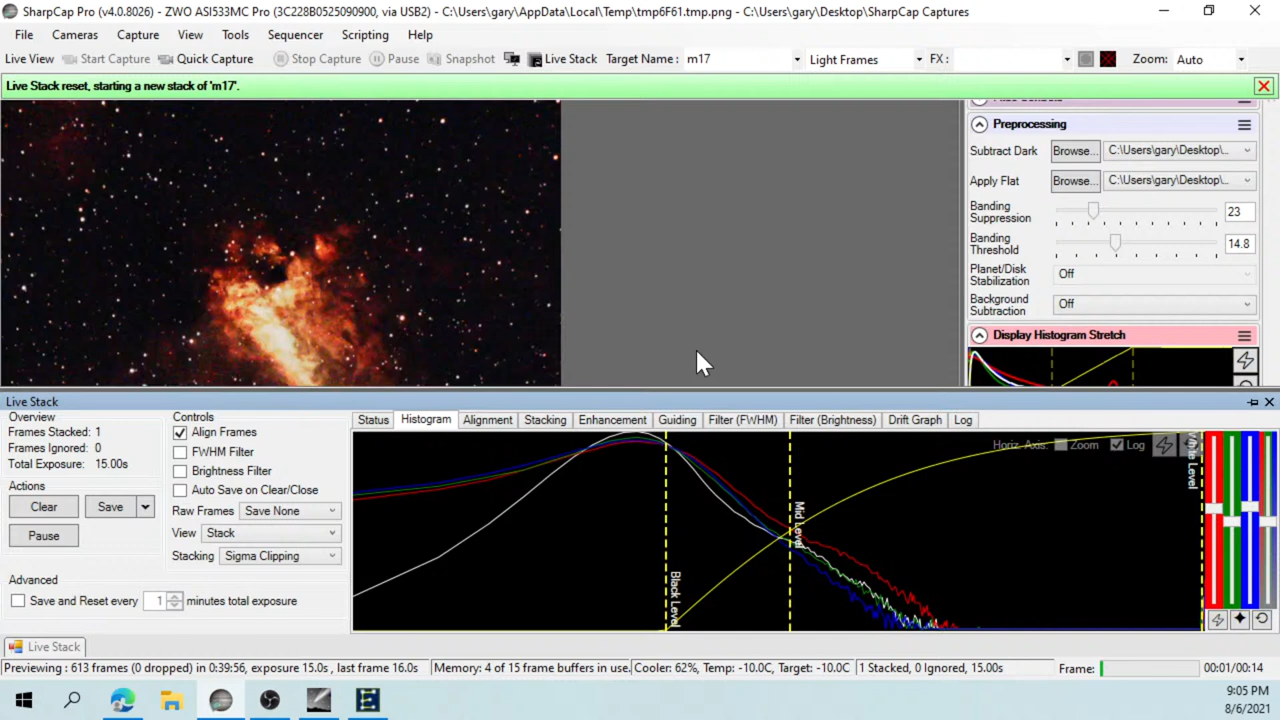 SharpCap Pro (v4.0.8026) - ZWO ASI533MC Pro (3C228B0525090900, via USB2) - C:\Users\gary\AppData\Local\Temp\tmp6F61.tmp.png - C:\Users\gary\Desktop\SharpCap Captures
File Cameras Capture View Tools Sequencer Scripting Help
Live View Start Capture Quick Capture Stop Capture Pause Snapshot Live Stack Target Name : m17 Light Frames FX : Zoom: Auto
Live Stack reset, starting a new stack of 'm17'.
Preprocessing
Subtract Dark Browse... C:\Users\gary\Desktop\...
Apply Flat Browse... C:\Users\gary\Desktop\...
Banding Suppression 23
Banding Threshold 14.8
Planet/Disk Stabilization Off
Background Subtraction Off
Display Histogram Stretch
Live Stack
Overview
Frames Stacked: 1
Frames Ignored: 0
Total Exposure: 15.00s
Actions
Clear Save
Pause
Controls
Align Frames
FWHM Filter
Brightness Filter
Auto Save on Clear/Close
Raw Frames Save None
View Stack
Stacking Sigma Clipping
Advanced
Save and Reset every 1 minutes total exposure
Status Histogram Alignment Stacking Enhancement Guiding Filter (FWHM) Filter (Brightness) Drift Graph Log
Horiz. Axis: Zoom Log
Black Level
Mid Level
White Level
Live Stack
Previewing : 613 frames (0 dropped) in 0:39:56, exposure 15.0s , last frame 16.0s Memory: 4 of 15 frame buffers in use. Cooler: 62%, Temp: -10.0C, Target: -10.0C 1 Stacked, 0 Ignored, 15.00s Frame: 00:01/00:14
9:05 PM
8/6/2021